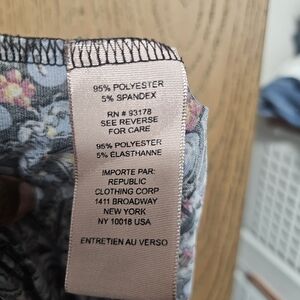 95% POLYESTER
5% SPANDEX
RN # 93178
SEE REVERSE
FOR CARE
95% POLYESTER
5% ÉLASTHANNE
IMPORTE PAR:
REPUBLIC
CLOTHING CORP
1411 BROADWAY
NEW YORK
NY 10018 USA
ENTRETIEN AU VERSO